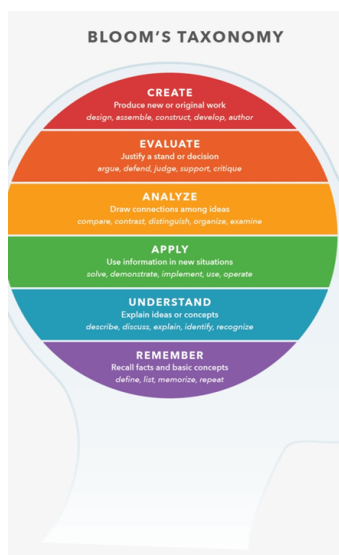 BLOOM'S TAXONOMY
CREATE
Produce new or original work
design, assemble, construct, develop, author
EVALUATE
Justify a stand or decision
argue, defend, judge, support, critique
ANALYZE
Draw connections among ideas
compare, contrast, distinguish, organize, examine
APPLY
Use information in new situations
solve, demonstrate, implement, use, operate
UNDERSTAND
Explain ideas or concepts
describe, discuss, explain, identify, recognize
REMEMBER
Recall facts and basic concepts
define, list, memorize, repeat